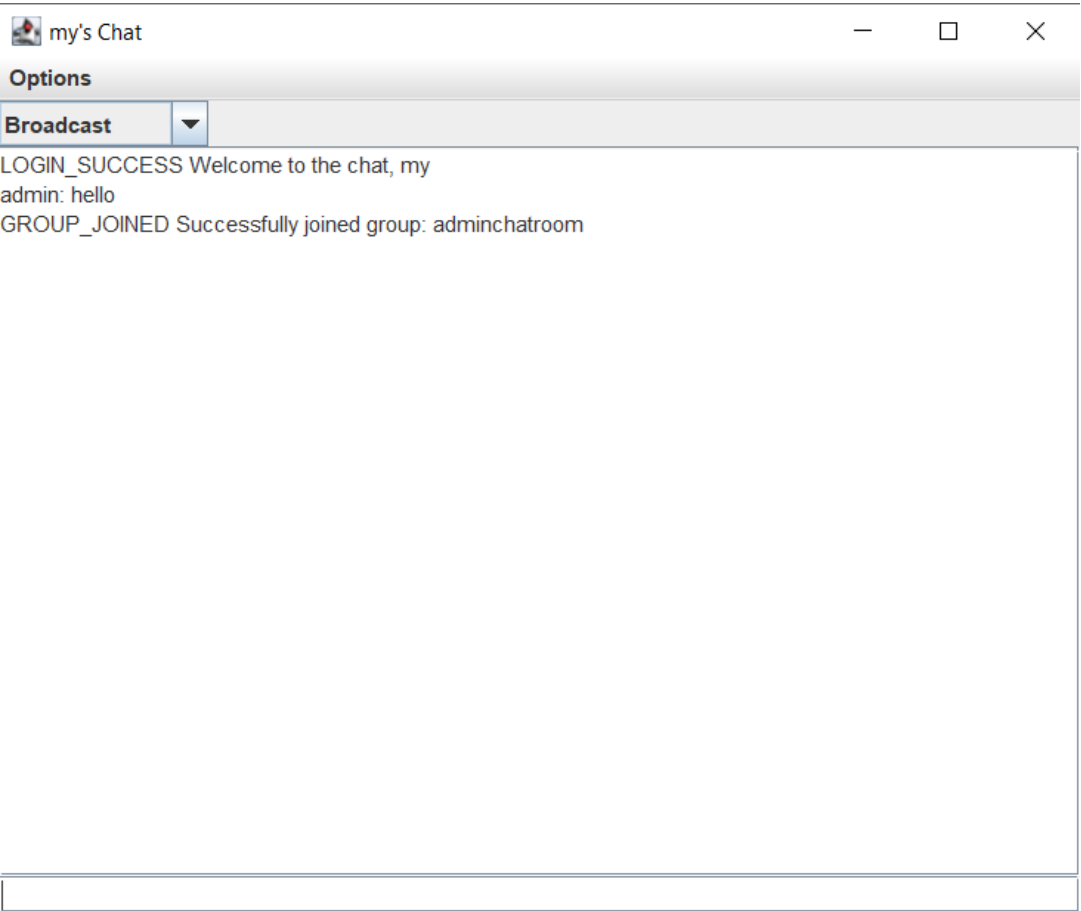 my's Chat
Options
Broadcast
LOGIN_SUCCESS Welcome to the chat, my
admin: hello
GROUP_JOINED Successfully joined group: adminchatroom